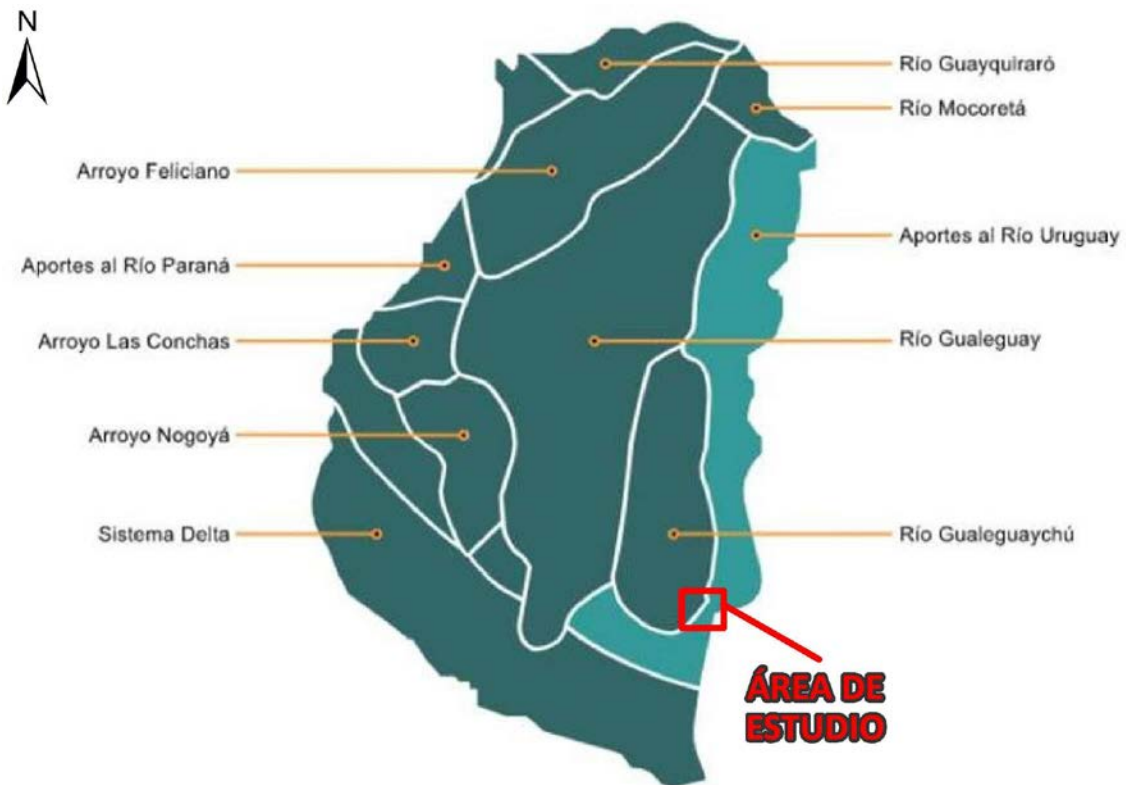 N
Río Guayquiraró
Río Mocoretá
Arroyo Feliciano
Aportes al Río Uruguay
Aportes al Río Paraná
Arroyo Las Conchas
Río Gualeguay
Arroyo Nogoyá
Sistema Delta
Río Gualeguaychú
ÁREA DE
ESTUDIO